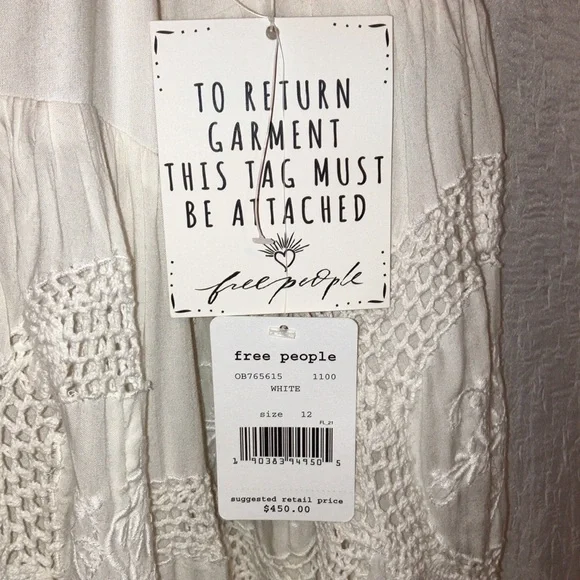 TO RETURN
GARMENT
THIS TAG MUST
BE ATTACHED
free people
free people
OB765615 1100
WHITE
size 12
FL_21
1 90383 94950 5
suggested retail price
$450.00